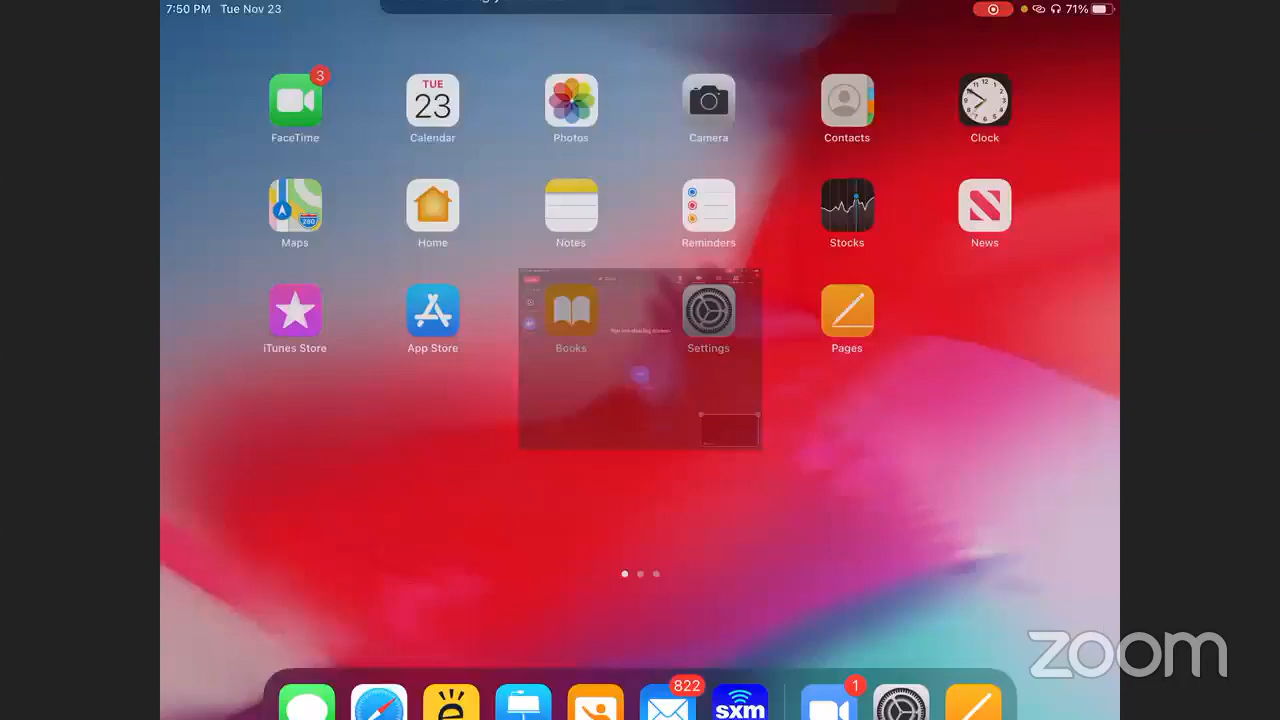 7:50 PM Tue Nov 23
71%
3
TUE
23
FaceTime
Calendar
Photos
Camera
Contacts
Clock
280
Maps
Home
Notes
Reminders
Stocks
News
iTunes Store
App Store
Books
Settings
Pages
822
1
sxm
zoom